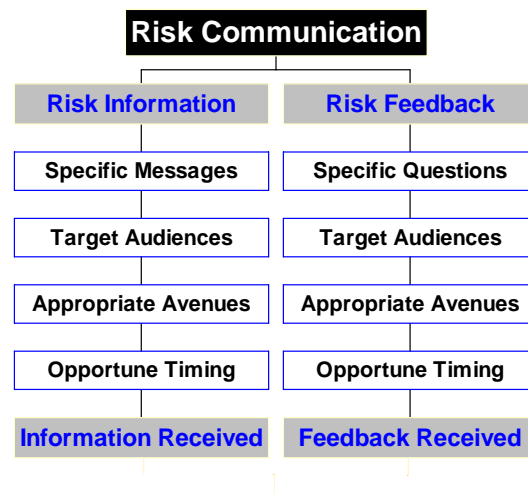 Risk Communication
Risk Information
Risk Feedback
Specific Messages
Specific Questions
Target Audiences
Target Audiences
Appropriate Avenues
Appropriate Avenues
Opportune Timing
Opportune Timing
Information Received
Feedback Received